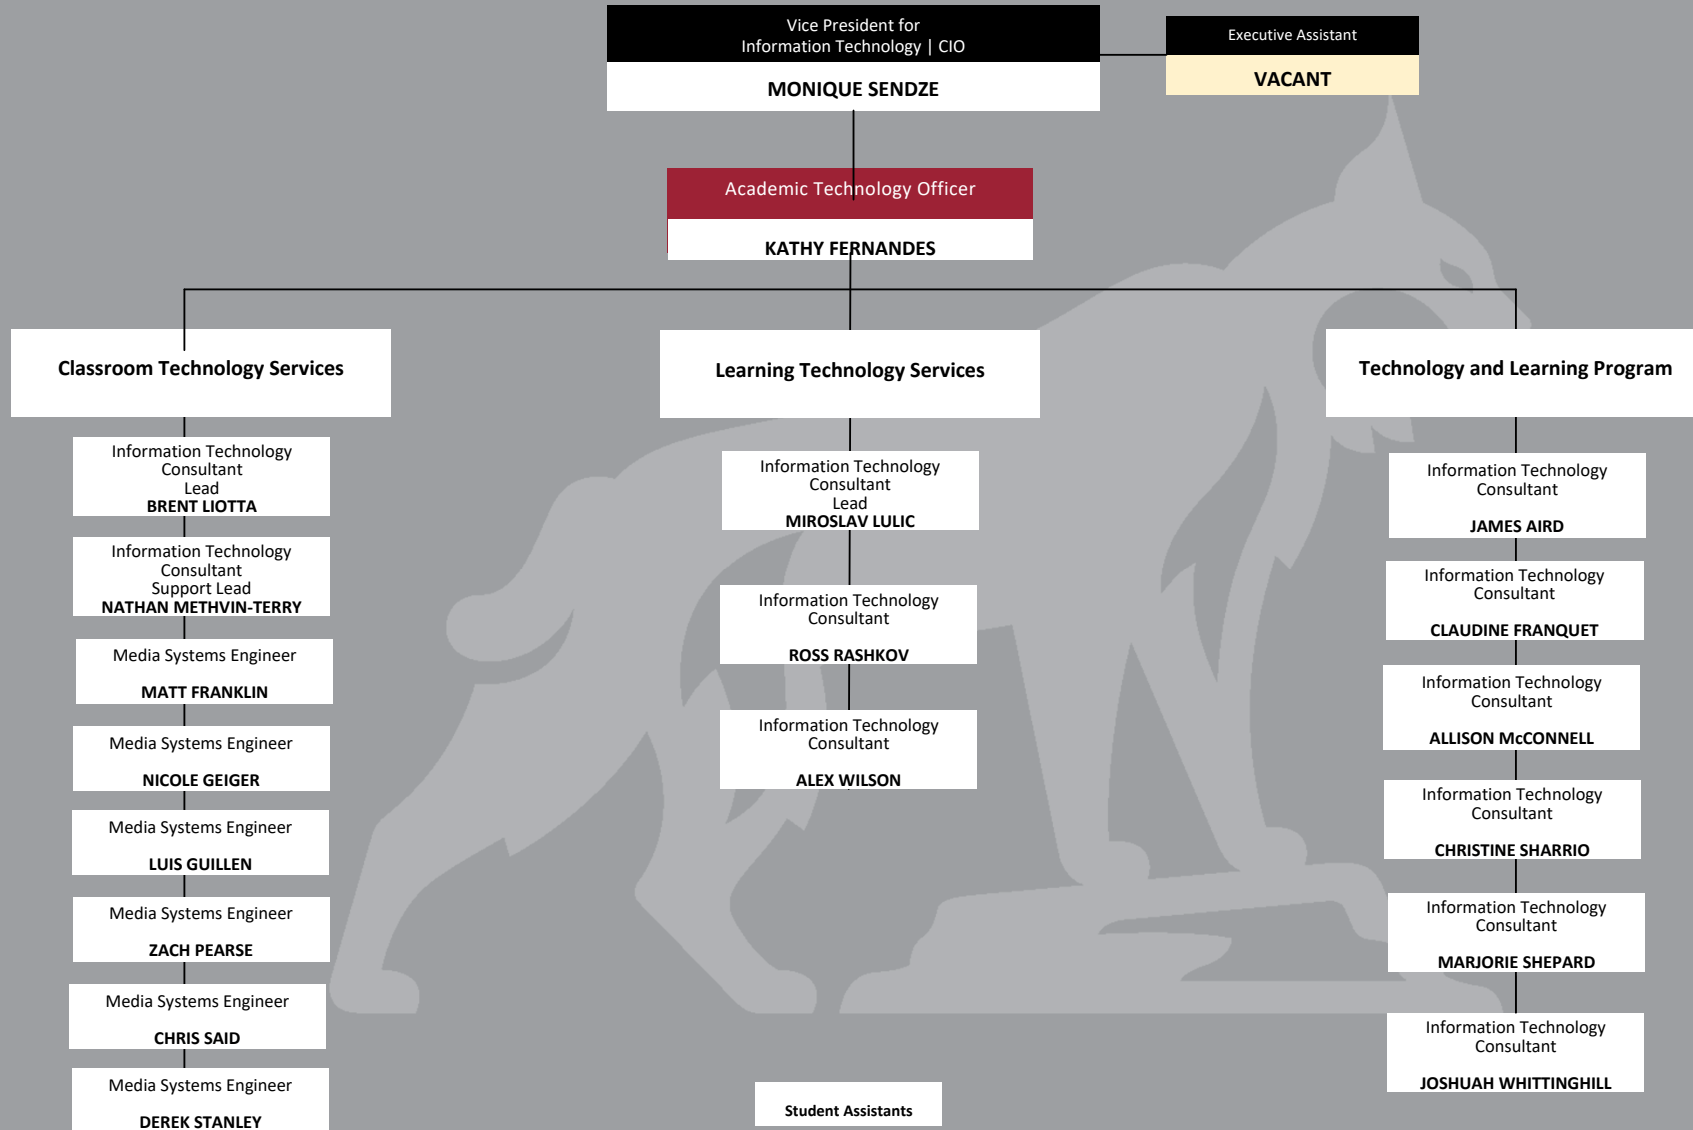 Vice President for
Information Technology | CIO
MONIQUE SENDZE
Executive Assistant
VACANT
Academic Technology Officer
KATHY FERNANDES
Classroom Technology Services
Information Technology
Consultant
Lead
BRENT LIOTTA
Information Technology
Consultant
Support Lead
NATHAN METHVIN-TERRY
Media Systems Engineer
MATT FRANKLIN
Media Systems Engineer
NICOLE GEIGER
Media Systems Engineer
LUIS GUILLEN
Media Systems Engineer
ZACH PEARSE
Media Systems Engineer
CHRIS SAID
Media Systems Engineer
DEREK STANLEY
Learning Technology Services
Information Technology
Consultant
Lead
MIROSLAV LULIC
Information Technology
Consultant
ROSS RASHKOV
Information Technology
Consultant
ALEX WILSON
Student Assistants
Technology and Learning Program
Information Technology
Consultant
JAMES AIRD
Information Technology
Consultant
CLAUDINE FRANQUET
Information Technology
Consultant
ALLISON McCONNELL
Information Technology
Consultant
CHRISTINE SHARRIO
Information Technology
Consultant
MARJORIE SHEPARD
Information Technology
Consultant
JOSHUAH WHITTINGHILL